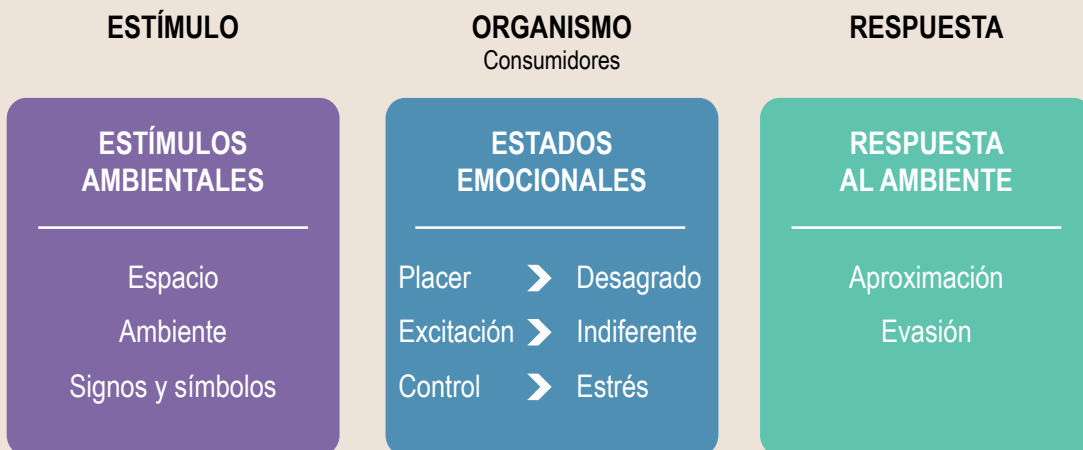 ESTÍMULO
ORGANISMO
Consumidores
RESPUESTA
ESTÍMULOS
AMBIENTALES
Espacio
Ambiente
Signos y símbolos
ESTADOS
EMOCIONALES
Placer Desagrado
Excitación Indiferente
Control Estrés
RESPUESTA
AL AMBIENTE
Aproximación
Evasión